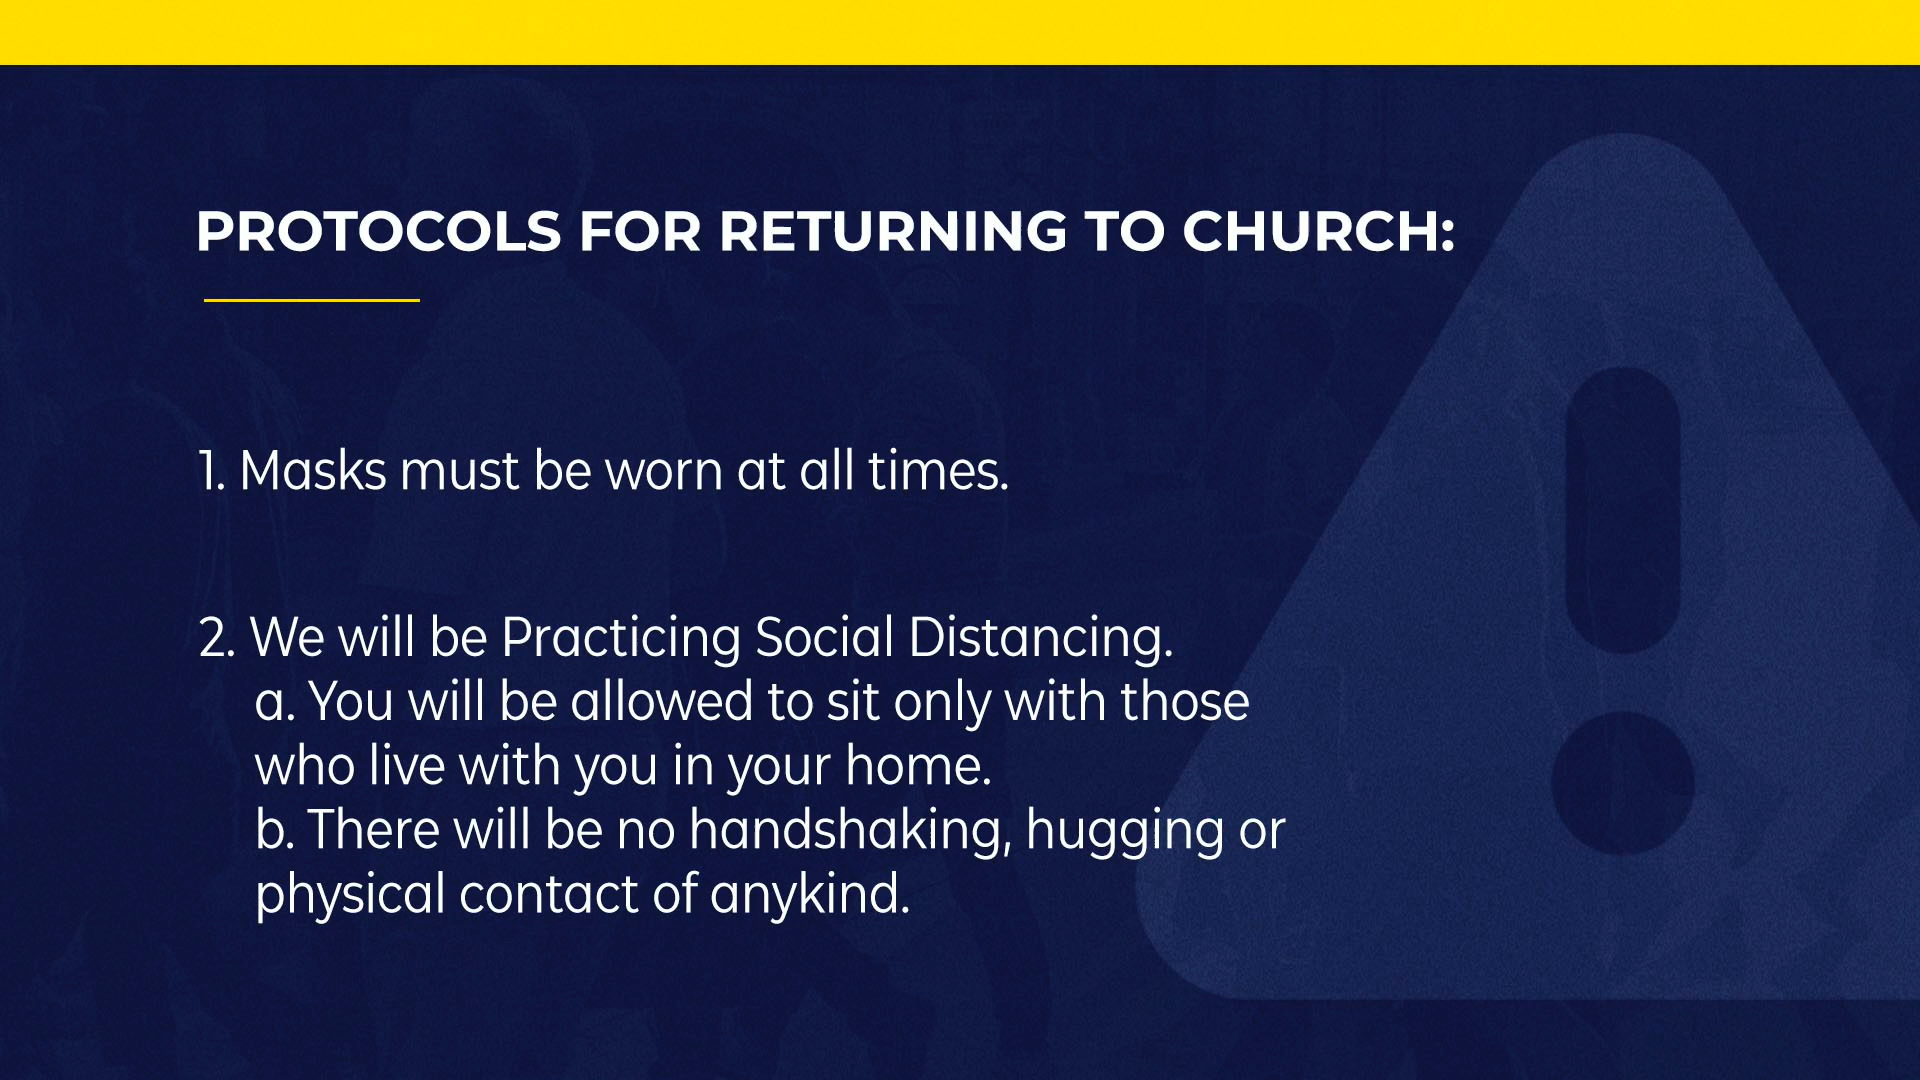 PROTOCOLS FOR RETURNING TO CHURCH:
1. Masks must be worn at all times.
2. We will be Practicing Social Distancing.
a. You will be allowed to sit only with those
who live with you in your home.
b. There will be no handshaking, hugging or
physical contact of anykind.